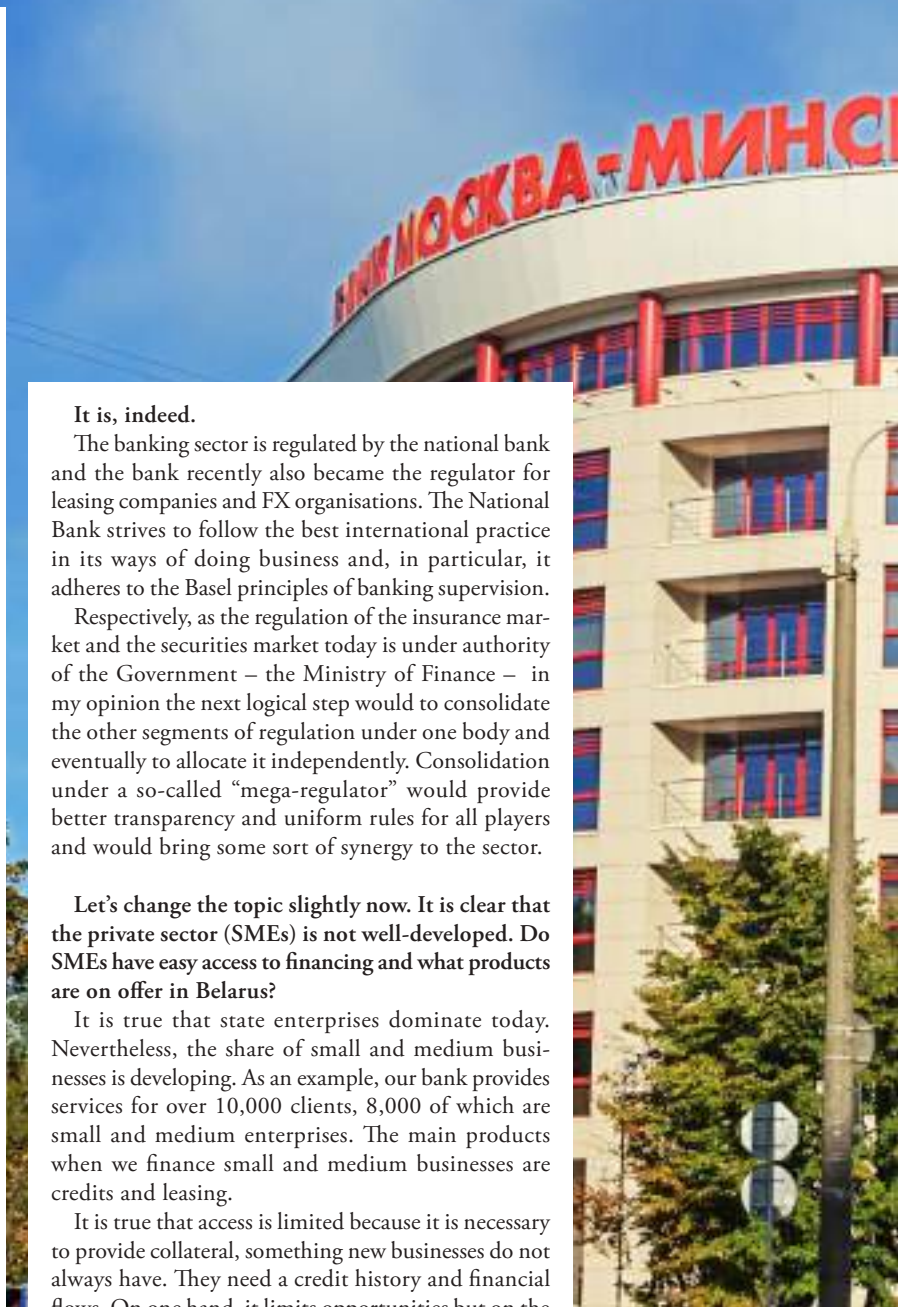 БАНК МОСКВА-МИНС
It is, indeed.
The banking sector is regulated by the national bank
and the bank recently also became the regulator for
leasing companies and FX organisations. The National
Bank strives to follow the best international practice
in its ways of doing business and, in particular, it
adheres to the Basel principles of banking supervision.
Respectively, as the regulation of the insurance mar-
ket and the securities market today is under authority
of the Government – the Ministry of Finance – in
my opinion the next logical step would to consolidate
the other segments of regulation under one body and
eventually to allocate it independently. Consolidation
under a so-called “mega-regulator” would provide
better transparency and uniform rules for all players
and would bring some sort of synergy to the sector.
Let’s change the topic slightly now. It is clear that
the private sector (SMEs) is not well-developed. Do
SMEs have easy access to financing and what products
are on offer in Belarus?
It is true that state enterprises dominate today.
Nevertheless, the share of small and medium busi-
nesses is developing. As an example, our bank provides
services for over 10,000 clients, 8,000 of which are
small and medium enterprises. The main products
when we finance small and medium businesses are
credits and leasing.
It is true that access is limited because it is necessary
to provide collateral, something new businesses do not
always have. They need a credit history and financial
flows. On one hand, it limits opportunities but on the